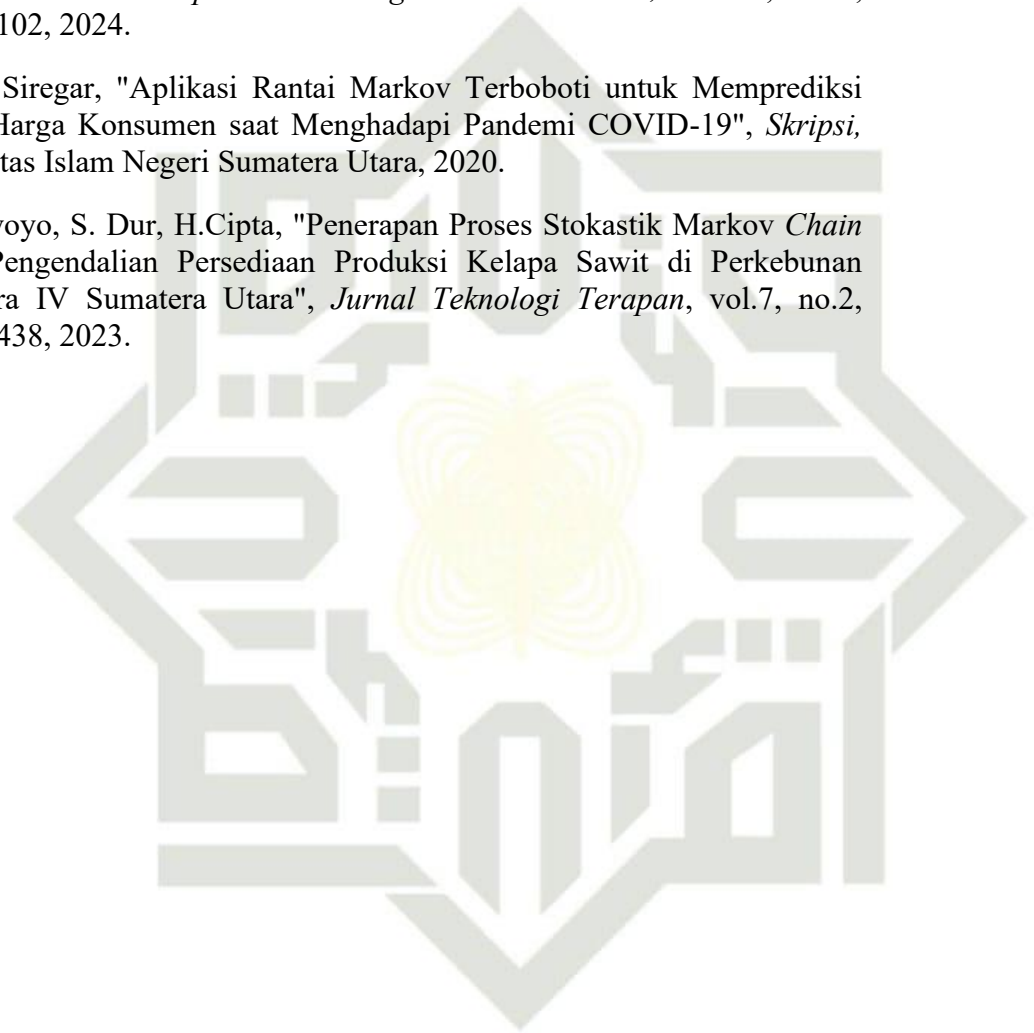 102, 2024.
Siregar, "Aplikasi Rantai Markov Terboboti untuk Memprediksi
Harga Konsumen saat Menghadapi Pandemi COVID-19", Skripsi,
tas Islam Negeri Sumatera Utara, 2020.
oyo, S. Dur, H.Cipta, "Penerapan Proses Stokastik Markov Chain
Pengendalian Persediaan Produksi Kelapa Sawit di Perkebunan
ra IV Sumatera Utara", Jurnal Teknologi Terapan, vol.7, no.2,
438, 2023.